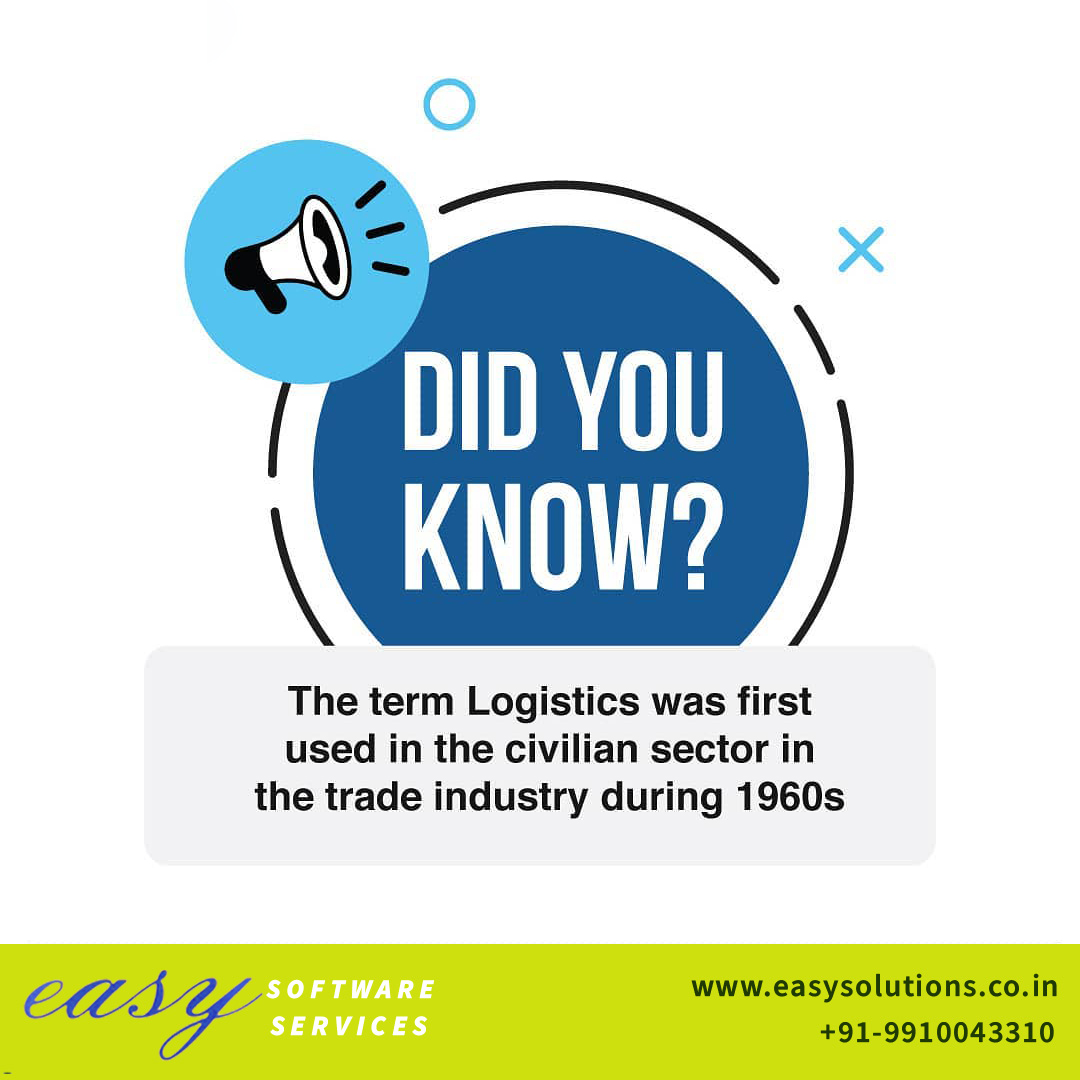 DID YOU
KNOW?
The term Logistics was first
used in the civilian sector in
the trade industry during 1960s
easy SOFTWARE
SERVICES
www.easysolutions.co.in
+91-9910043310